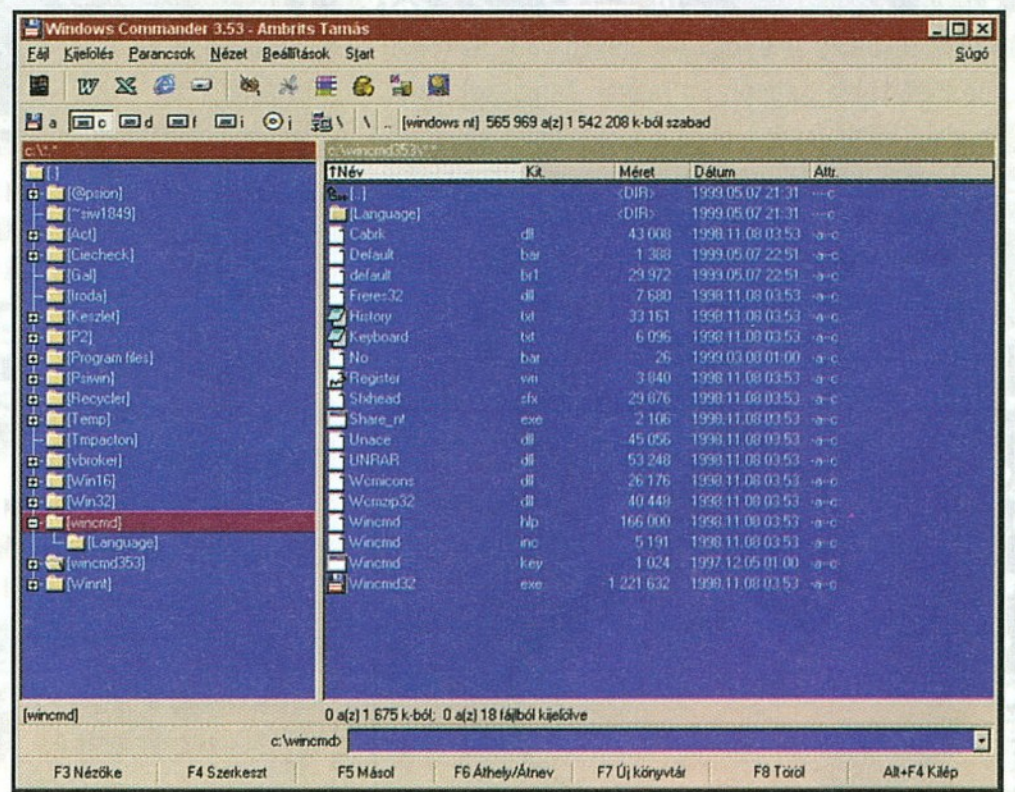 Windows Commander 3.53 - Ambrits Tamás
Fájl Kijelölés Parancsok Nézet Beállítások Start Súgó
a c d f i j \ \ .. [windows nt] 565 969 a(z) 1 542 208 k-ból szabad
c:\*.* c:\wincmd353\*.*
↑Név Kit. Méret Dátum Attr.
[.] [..] <DIR> 1999.05.07 21:31 ---c
[@psion] [Language] <DIR> 1999.05.07 21:31 ---c
[~siw1849] Cabrk dll 43 008 1998.11.08 03:53 -a-c
[Act] Default bar 1 388 1999.05.07 22:51 -a-c
[Ciecheck] default br1 29 972 1999.05.07 22:51 -a-c
[Gal] Freres32 dll 7 680 1998.11.08 03:53 -a-c
[Iroda] History txt 33 161 1998.11.08 03:53 -a-c
[Keszlet] Keyboard txt 6 096 1998.11.08 03:53 -a-c
[P2] No bar 26 1999.03.08 01:00 -a-c
[Program files] Register wri 3 840 1998.11.08 03:53 -a-c
[Psiwin] Sfxhead sfx 29 876 1998.11.08 03:53 -a-c
[Recycler] Share_nt exe 2 106 1998.11.08 03:53 -a-c
[Temp] Unace dll 45 056 1998.11.08 03:53 -a-c
[Tmpacton] UNRAR dll 53 248 1998.11.08 03:53 -a-c
[vbroker] Wcmicons dll 26 176 1998.11.08 03:53 -a-c
[Win16] Wcmzip32 dll 40 448 1998.11.08 03:53 -a-c
[Win32] Wincmd hlp 166 000 1998.11.08 03:53 -a-c
[wincmd] Wincmd inc 5 191 1998.11.08 03:53 -a-c
[Language] Wincmd key 1 024 1997.12.05 01:00 -a-c
[wincmd353] Wincmd32 exe 1 221 632 1998.11.08 03:53 -a-c
[Winnt]
[wincmd] 0 a(z) 1 675 k-ból; 0 a(z) 18 fájlból kijelölve
c:\wincmd>
F3 Nézőke F4 Szerkeszt F5 Másol F6 Áthely/Átnev F7 Új könyvtár F8 Töröl Alt+F4 Kilép